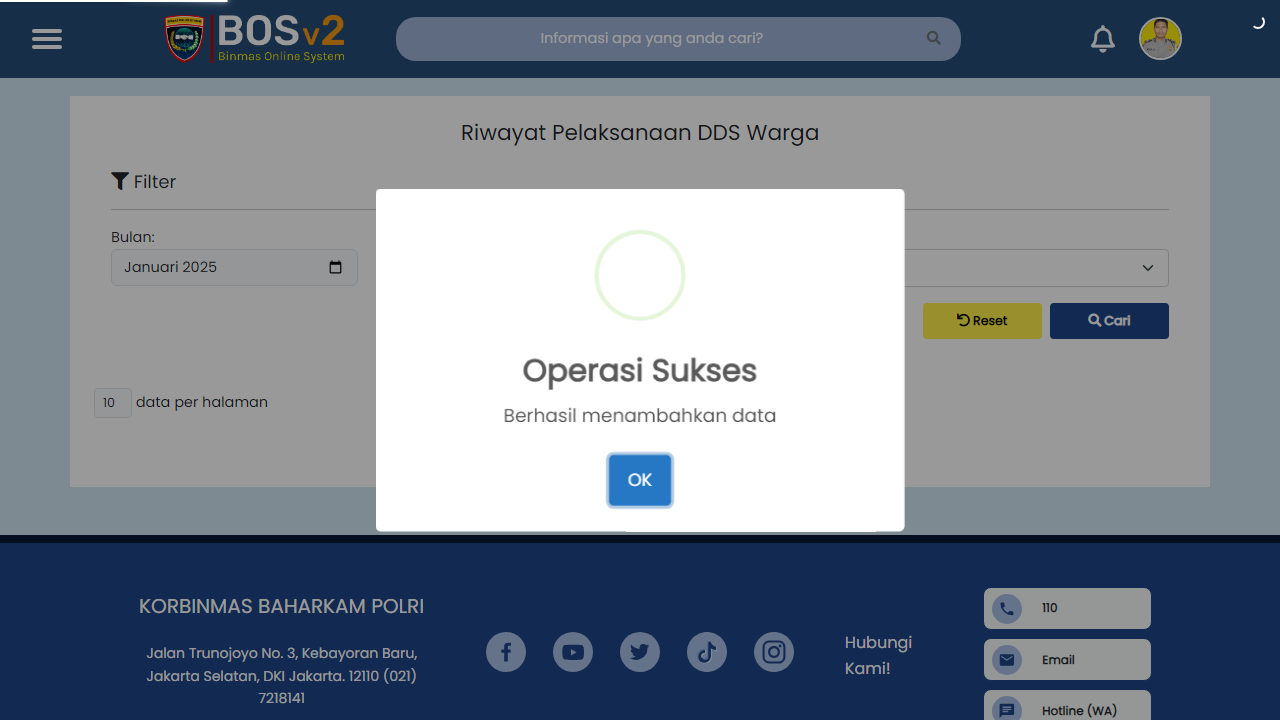 BOSv2
Binmas Online System
Informasi apa yang anda cari?
Riwayat Pelaksanaan DDS Warga
Filter
Bulan:
Januari 2025
Reset
Cari
Operasi Sukses
Berhasil menambahkan data
OK
10 data per halaman
KORBINMAS BAHARKAM POLRI
Jalan Trunojoyo No. 3, Kebayoran Baru,
Jakarta Selatan, DKI Jakarta. 12110 (021)
7218141
Hubungi
Kami!
110
Email
Hotline (WA)